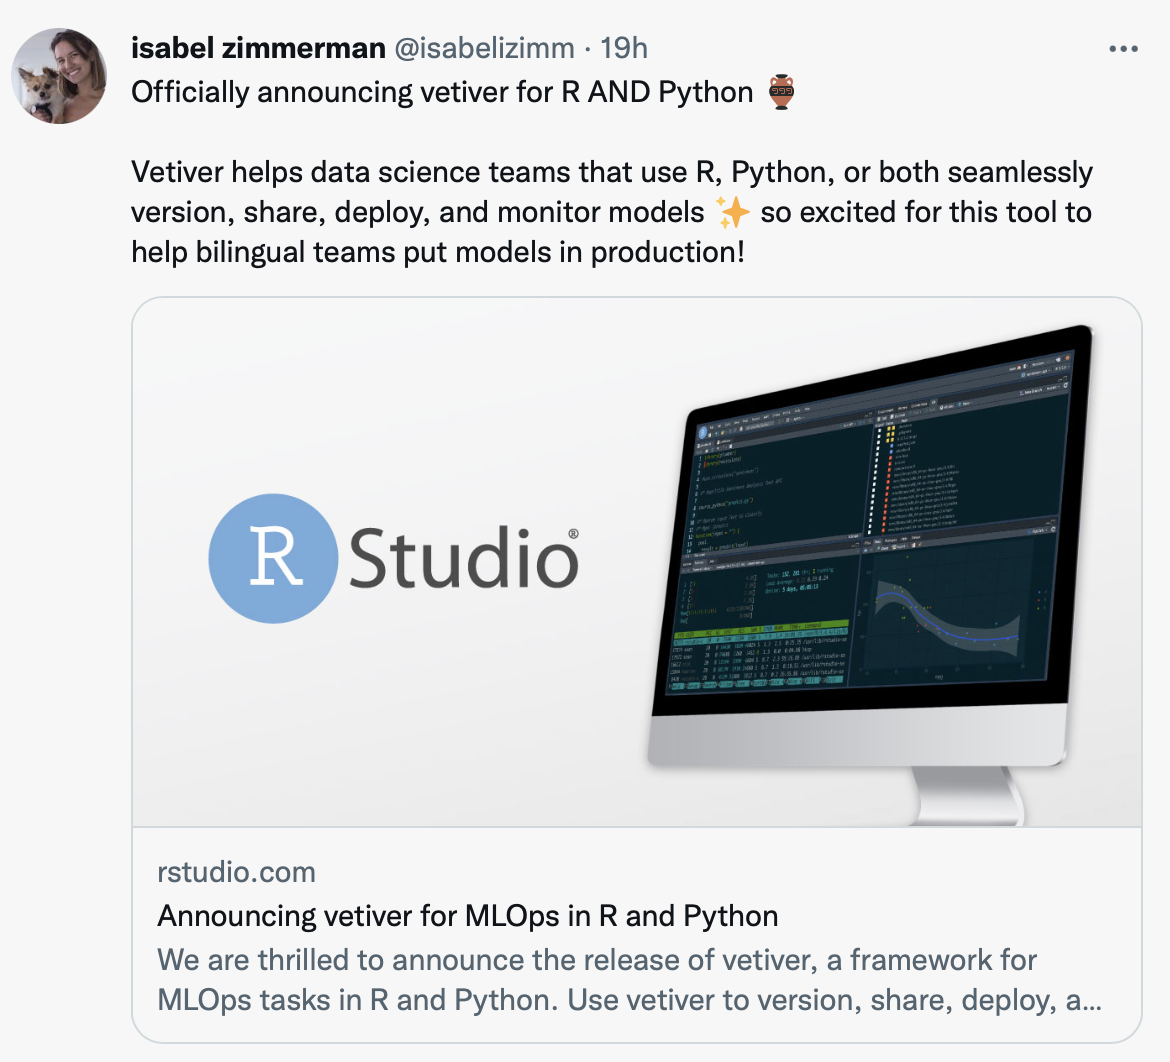 isabel zimmerman @isabelizimm · 19h
Officially announcing vetiver for R AND Python 🏺
Vetiver helps data science teams that use R, Python, or both seamlessly
version, share, deploy, and monitor models ✨ so excited for this tool to
help bilingual teams put models in production!
R Studio®
rstudio.com
Announcing vetiver for MLOps in R and Python
We are thrilled to announce the release of vetiver, a framework for
MLOps tasks in R and Python. Use vetiver to version, share, deploy, a...